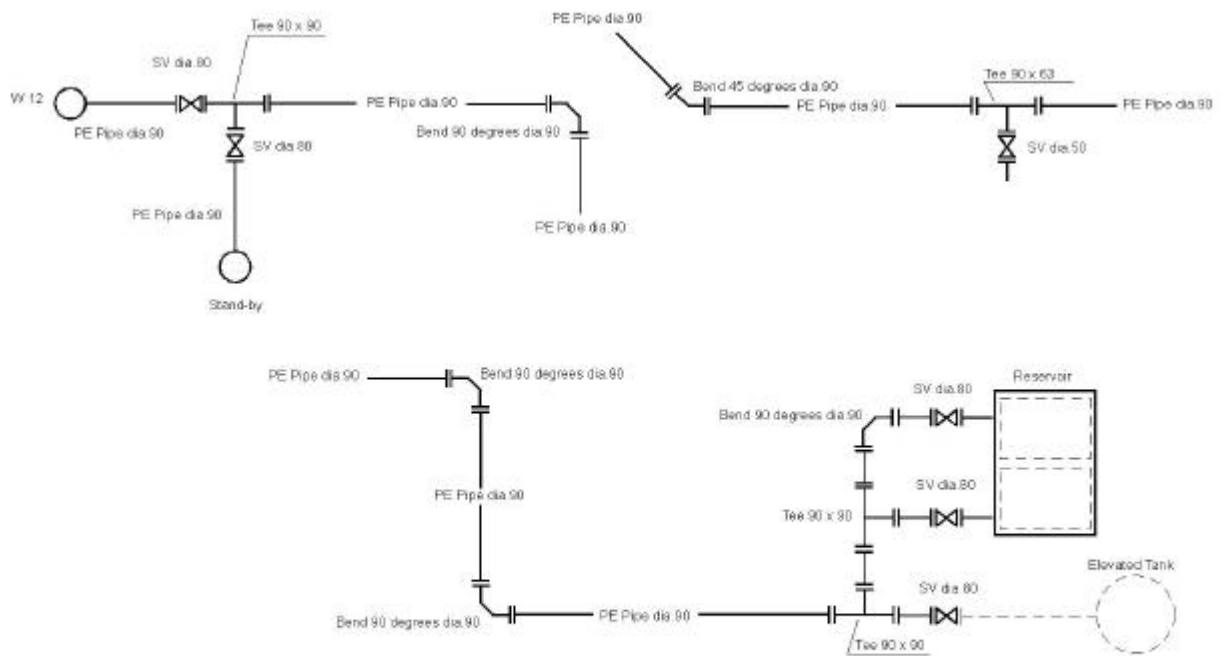 Tee 90 x 90
SV dia.80
W 12
PE Pipe dia.90
PE Pipe dia.90
Bend 90 degrees dia.90
SV dia 80
PE Pipe dia.90
PE Pipe dia.90
Stand-by
PE Pipe dia.90
Bend 45 degrees dia.90
Tee 90 x 63
PE Pipe dia.90
PE Pipe dia.90
SV dia.50
PE Pipe dia.90
Bend 90 degrees dia.90
PE Pipe dia.90
Bend 90 degrees dia.90
PE Pipe dia.90
SV dia.80
Reservoir
Bend 90 degrees dia.90
SV dia.80
Tee 90 x 90
Elevated Tank
SV dia.80
Tee 90 x 90